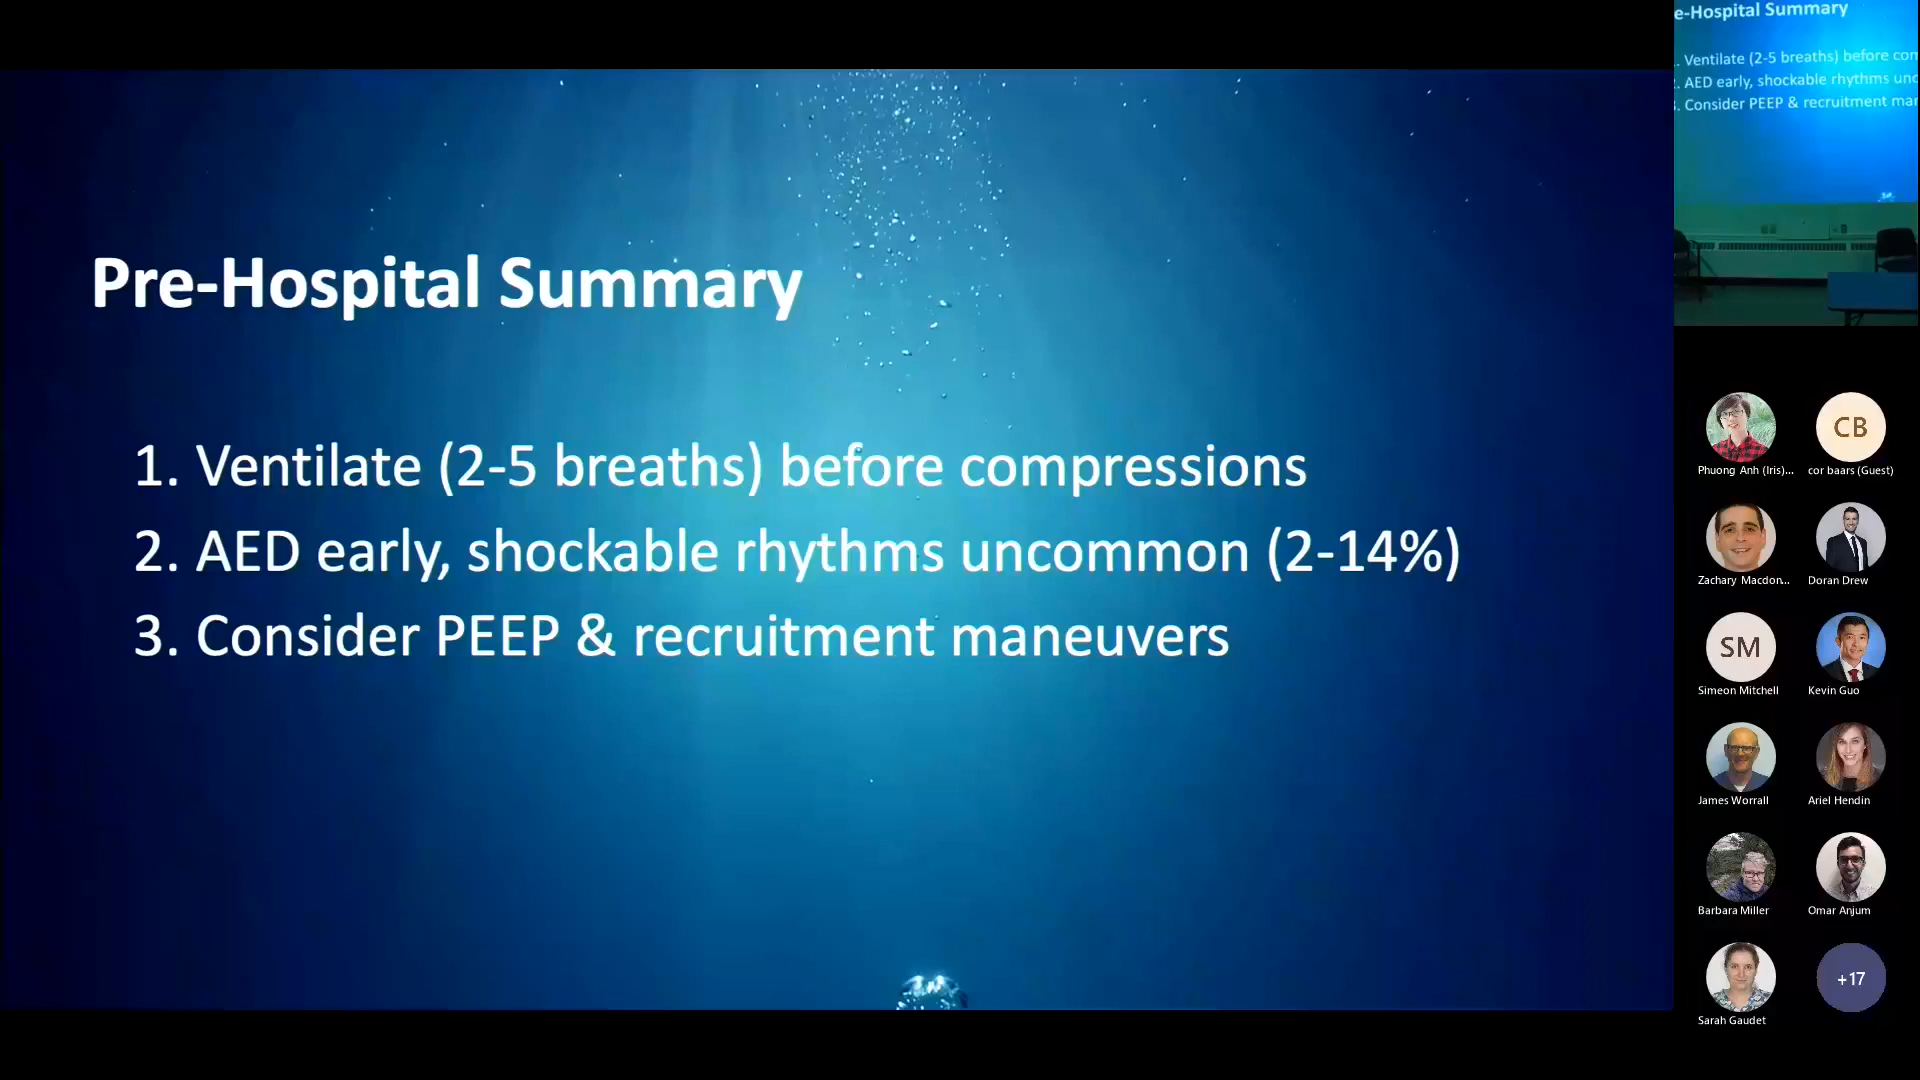 Pre-Hospital Summary
1. Ventilate (2-5 breaths) before compressions
2. AED early, shockable rhythms uncommon (2-14%)
3. Consider PEEP & recruitment maneuvers
e-Hospital Summary
. Ventilate (2-5 breaths) before con
. AED early, shockable rhythms unc
. Consider PEEP & recruitment mar
CB
Phuong Anh (Iris)...
cor baars (Guest)
Zachary Macdon...
Doran Drew
SM
Simeon Mitchell
Kevin Guo
James Worrall
Ariel Hendin
Barbara Miller
Omar Anjum
+17
Sarah Gaudet